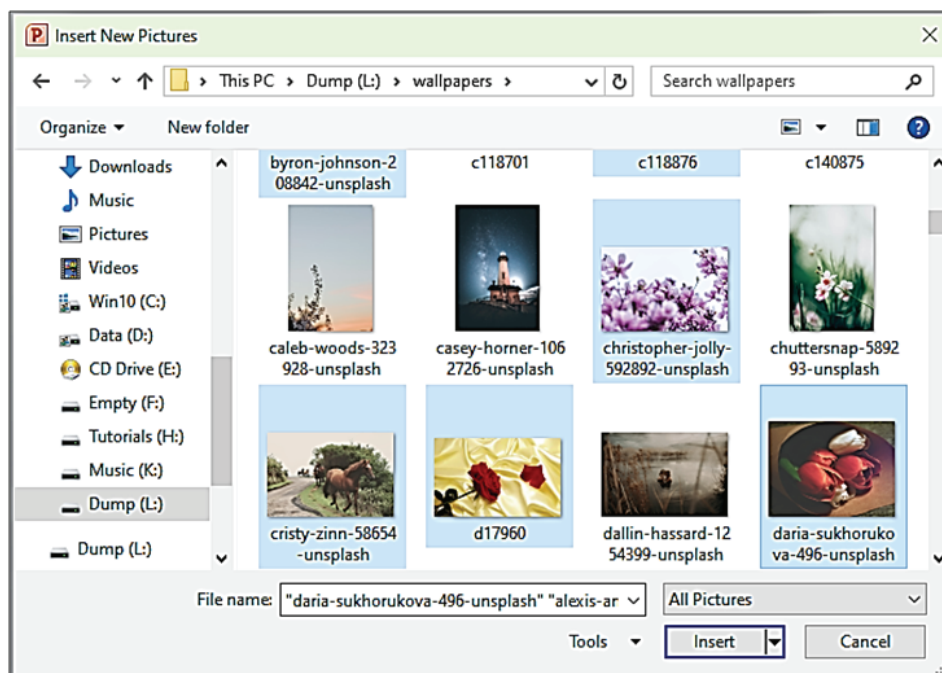 P Insert New Pictures
This PC > Dump (L:) > wallpapers >
Search wallpapers
Organize
New folder
Downloads
Music
Pictures
Videos
Win10 (C:)
Data (D:)
CD Drive (E:)
Empty (F:)
Tutorials (H:)
Music (K:)
Dump (L:)
Dump (L:)
byron-johnson-2
08842-unsplash
c118701
c118876
c140875
caleb-woods-323
928-unsplash
casey-horner-106
2726-unsplash
christopher-jolly-
592892-unsplash
chuttersnap-5892
93-unsplash
cristy-zinn-58654
-unsplash
d17960
dallin-hassard-12
54399-unsplash
daria-sukhoruko
va-496-unsplash
File name: "daria-sukhorukova-496-unsplash" "alexis-ar
All Pictures
Tools
Insert
Cancel